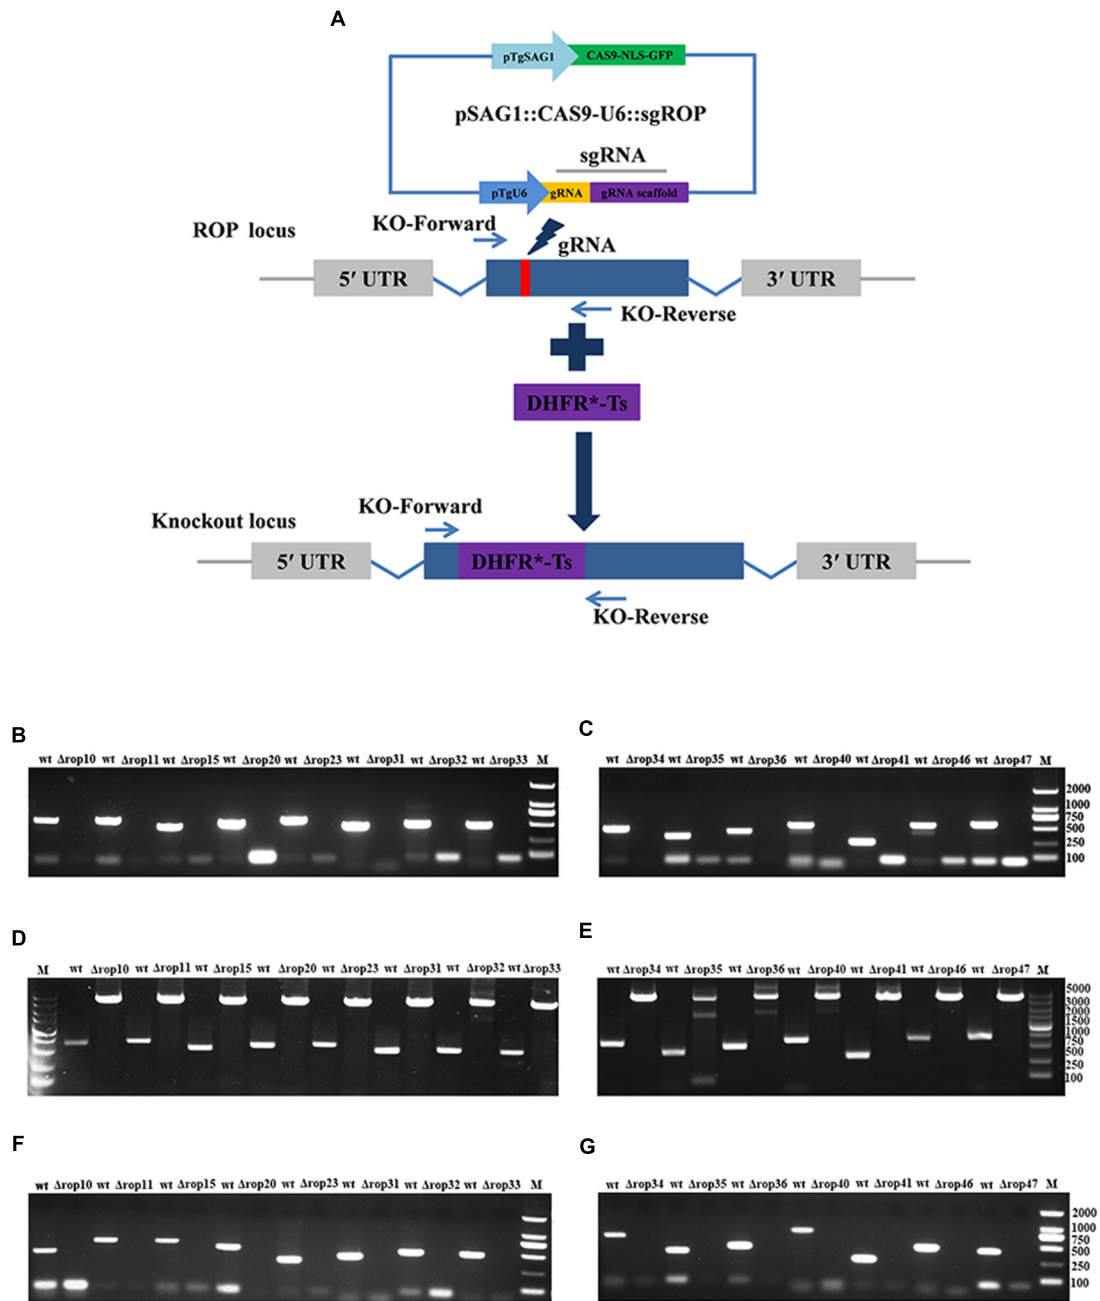 A
pTgSAG1 CAS9-NLS-GFP
pSAG1::CAS9-U6::sgROP
sgRNA
pTgU6 gRNA gRNA scaffold
ROP locus
KO-Forward
gRNA
5′ UTR
3′ UTR
KO-Reverse
DHFR*-Ts
KO-Forward
Knockout locus
5′ UTR DHFR*-Ts 3′ UTR
KO-Reverse
B
wt Δrop10 wt Δrop11 wt Δrop15 wt Δrop20 wt Δrop23 wt Δrop31 wt Δrop32 wt Δrop33 M
C
wt Δrop34 wt Δrop35 wt Δrop36 wt Δrop40 wt Δrop41 wt Δrop46 wt Δrop47 M
2000
1000
750
500
250
100
D
M wt Δrop10 wt Δrop11 wt Δrop15 wt Δrop20 wt Δrop23 wt Δrop31 wt Δrop32 wt Δrop33
E
wt Δrop34 wt Δrop35 wt Δrop36 wt Δrop40 wt Δrop41 wt Δrop46 wt Δrop47 M
5000
3000
2000
1500
1000
750
500
250
100
F
wt Δrop10 wt Δrop11 wt Δrop15 wt Δrop20 wt Δrop23 wt Δrop31 wt Δrop32 wt Δrop33 M
G
wt Δrop34 wt Δrop35 wt Δrop36 wt Δrop40 wt Δrop41 wt Δrop46 wt Δrop47 M
2000
1000
750
500
250
100